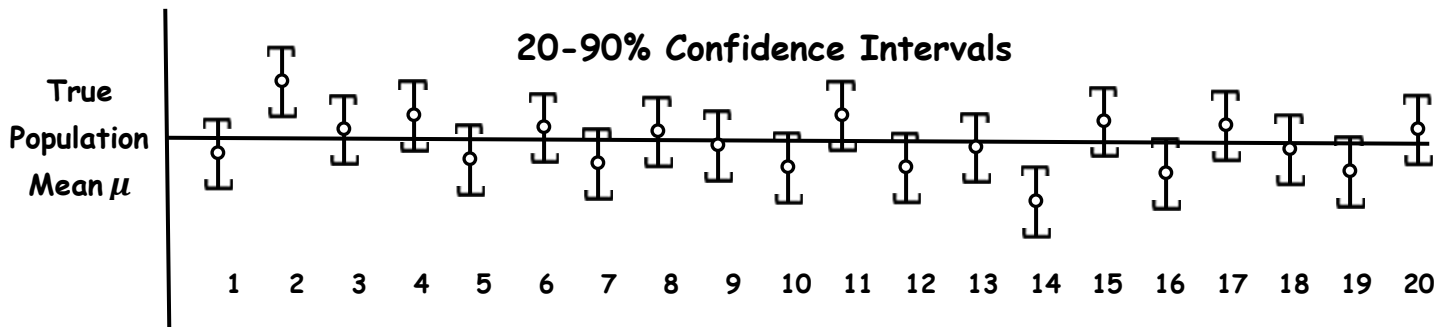 20-90% Confidence Intervals
True
Population
Mean μ
1 2 3 4 5 6 7 8 9 10 11 12 13 14 15 16 17 18 19 20